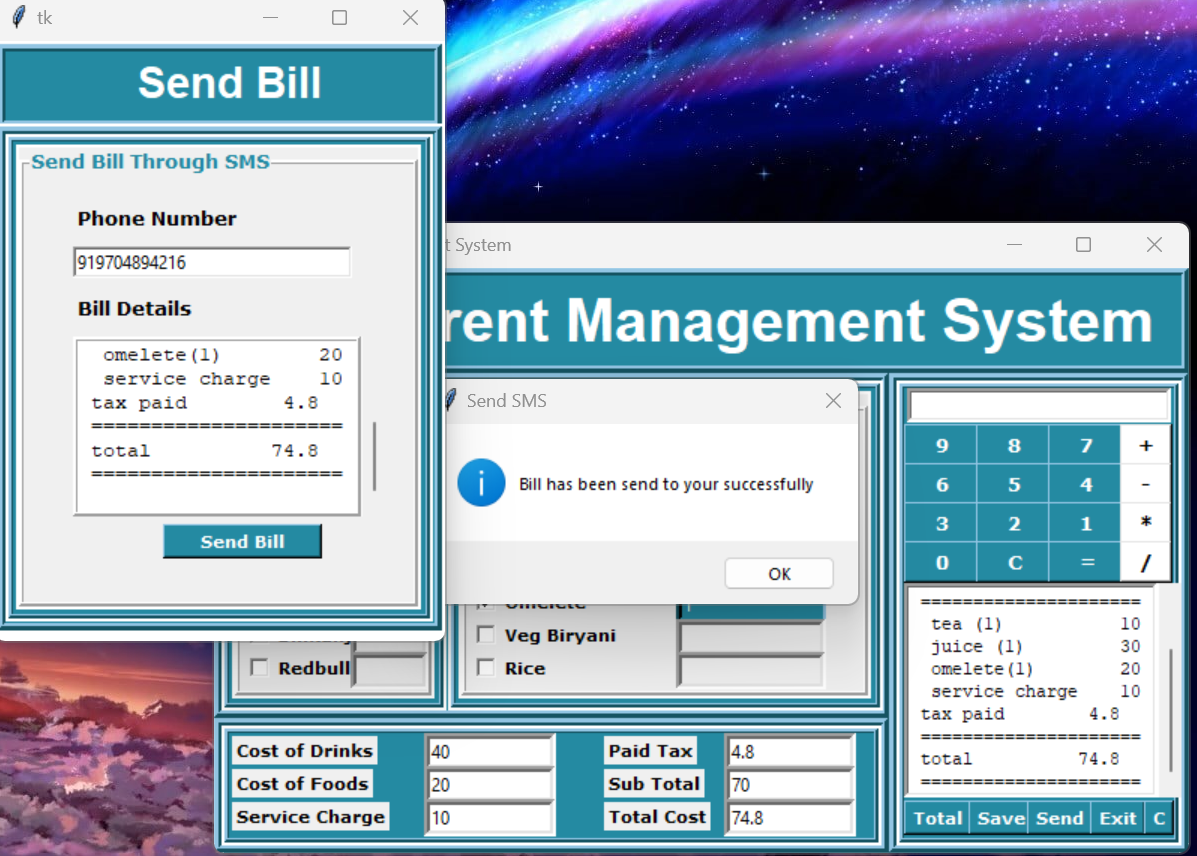 tk
Send Bill
Send Bill Through SMS
Phone Number
919704894216
Bill Details
omelete(1) 20
service charge 10
tax paid 4.8
======================
total 74.8
======================
Send Bill
t System
rent Management System
Send SMS
Bill has been send to your successfully
OK
Omelete
Veg Biryani
Redbull
Rice
Cost of Drinks 40
Cost of Foods 20
Service Charge 10
Paid Tax 4.8
Sub Total 70
Total Cost 74.8
9 8 7 +
6 5 4 -
3 2 1 *
0 C = /
======================
tea (1) 10
juice (1) 30
omelete(1) 20
service charge 10
tax paid 4.8
======================
total 74.8
======================
Total Save Send Exit C